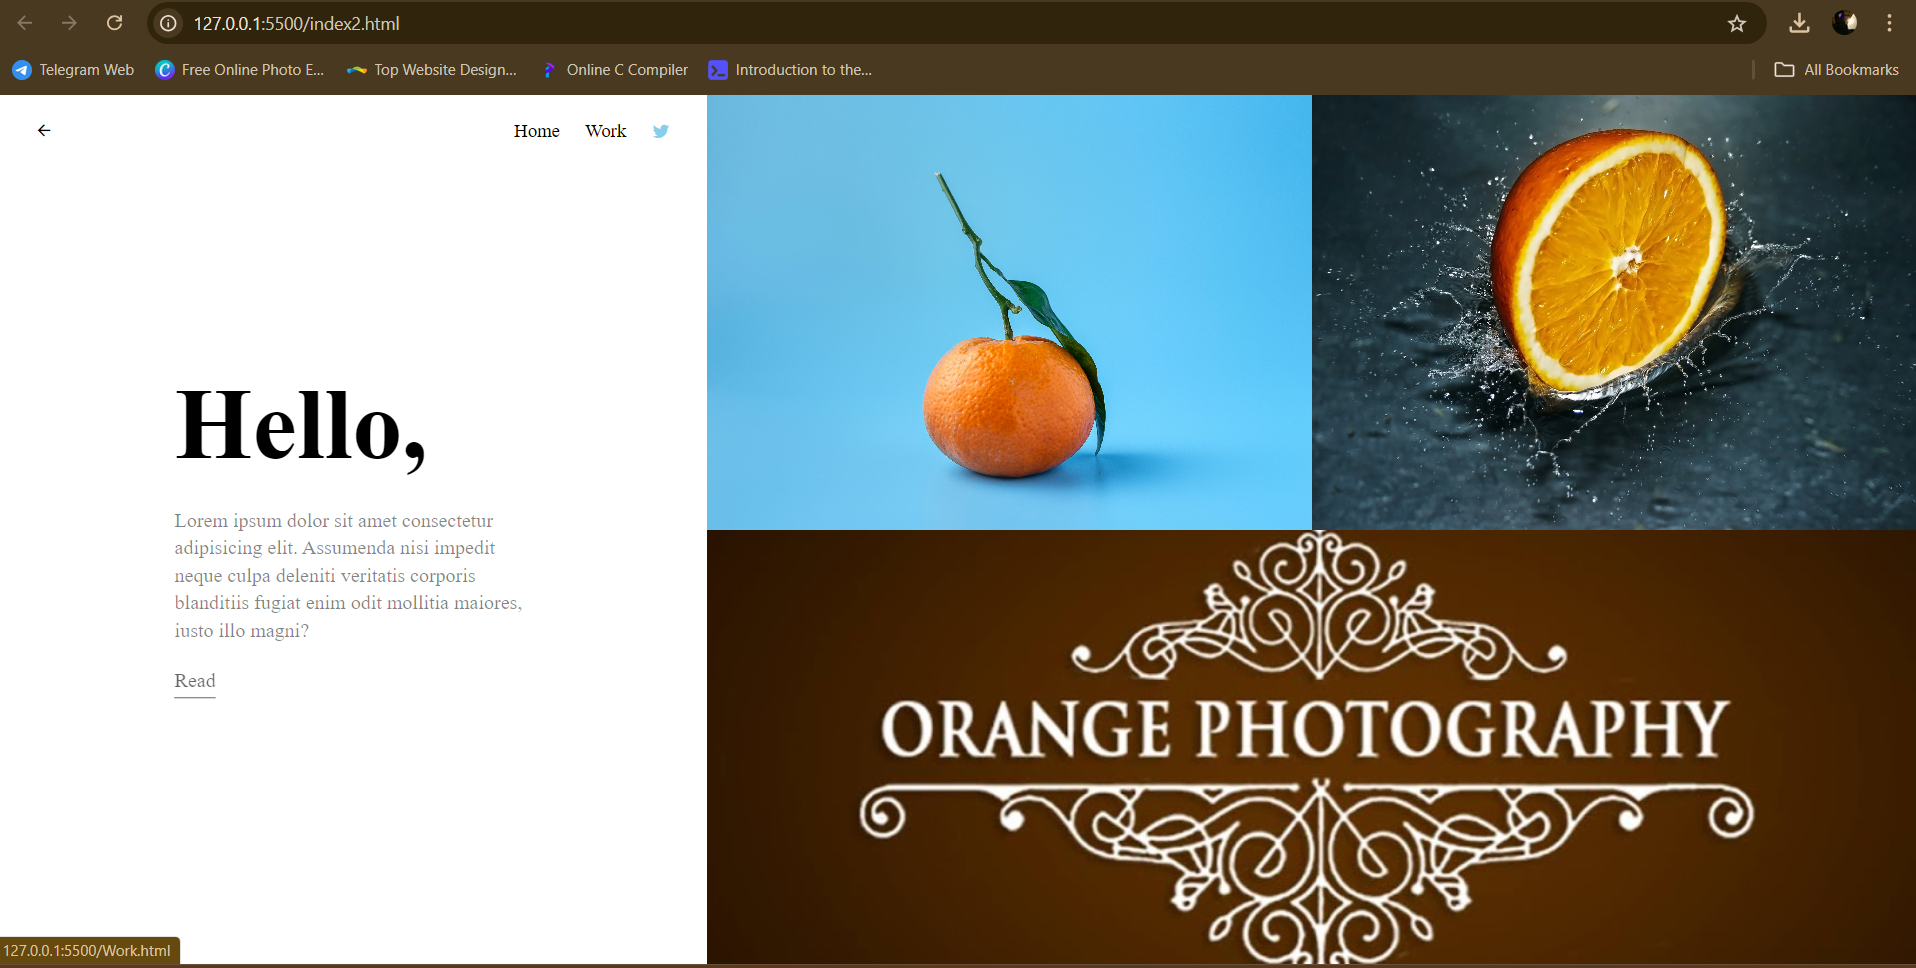 127.0.0.1:5500/index2.html
Telegram Web
Free Online Photo E...
Top Website Design...
Online C Compiler
Introduction to the...
All Bookmarks
Home
Work
Hello,
Lorem ipsum dolor sit amet consectetur
adipisicing elit. Assumenda nisi impedit
neque culpa deleniti veritatis corporis
blanditiis fugiat enim odit mollitia maiores,
iusto illo magni?
Read
ORANGE PHOTOGRAPHY
127.0.0.1:5500/Work.html